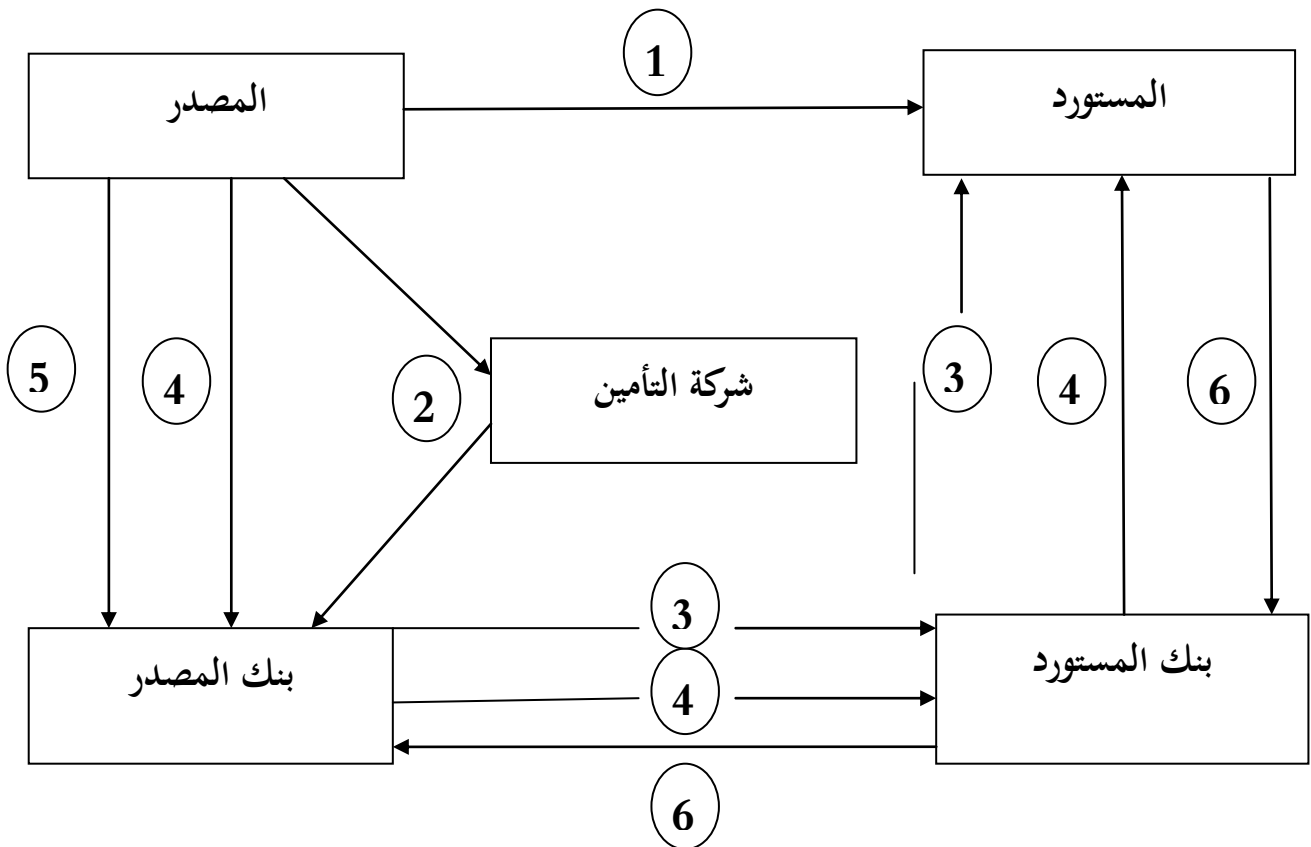 1
المستورد
المصدر
3
4
6
شركة التأمين
2
4
5
3
بنك المستورد
بنك المصدر
4
6